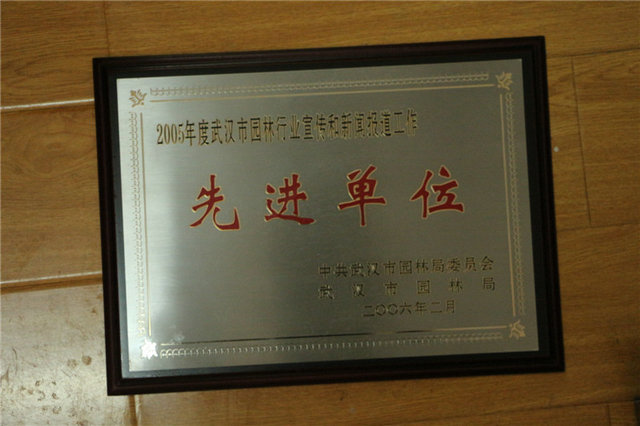 2005年度武汉市园林行业宣传和新闻报道工作
先进单位
中共武汉市园林局委员会
武汉市园林局
二〇〇六年二月